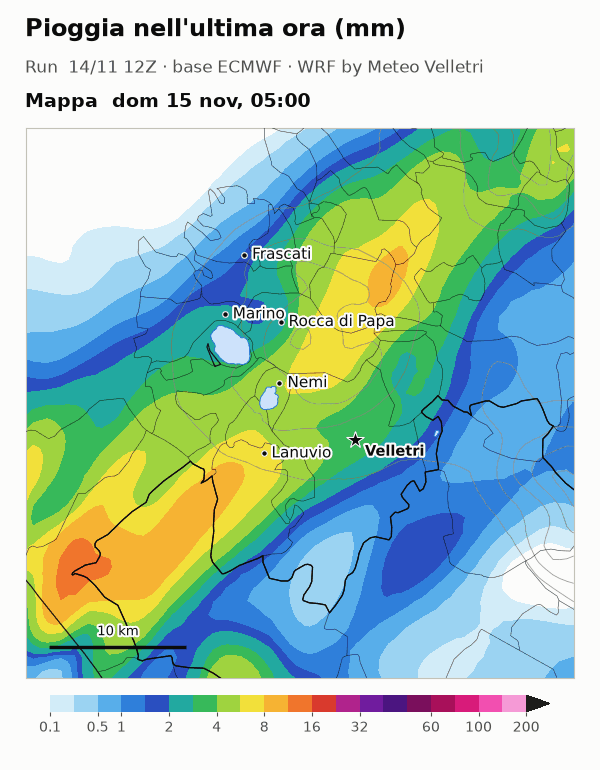 Pioggia nell'ultima ora (mm)
Run 14/11 12Z · base ECMWF · WRF by Meteo Velletri
Mappa dom 15 nov, 05:00
Frascati
Marino
Rocca di Papa
Nemi
Velletri
Lanuvio
10 km
0.1 0.5 1 2 4 8 16 32 60 100 200